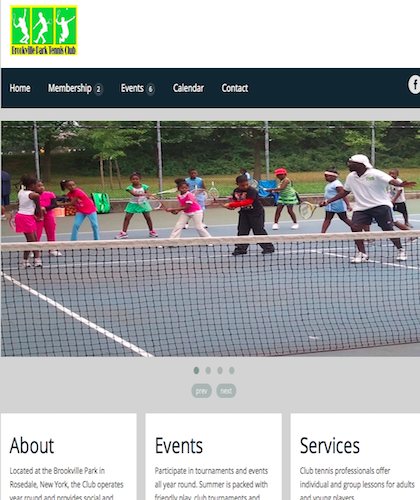 Brookville Park Tennis Club
Home Membership 2 Events 6 Calendar Contact f
prev next
About
Located at the Brookville Park in
Rosedale, New York, the Club operates
year round and provides social and
Events
Participate in tournaments and events
all year round. Summer is packed with
friendly play, club tournaments and
Services
Club tennis professionals offer
individual and group lessons for adults
and young players.